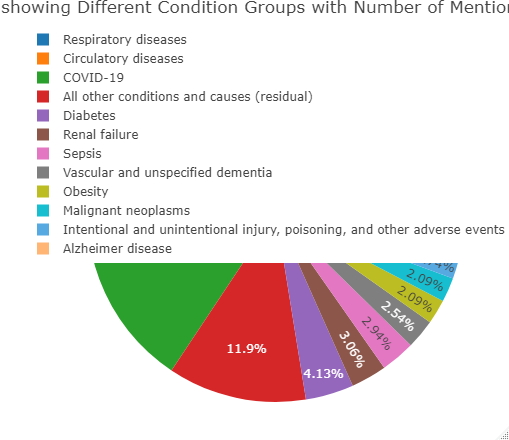 showing Different Condition Groups with Number of Mention
Respiratory diseases
Circulatory diseases
COVID-19
All other conditions and causes (residual)
Diabetes
Renal failure
Sepsis
Vascular and unspecified dementia
Obesity
Malignant neoplasms
Intentional and unintentional injury, poisoning, and other adverse events
Alzheimer disease
2.09%
2.09%
2.54%
2.94%
3.06%
4.13%
11.9%